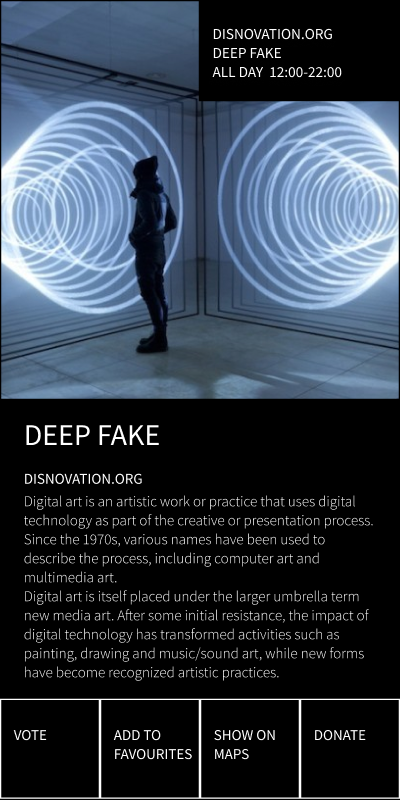 DISNOVATION.ORG
DEEP FAKE
ALL DAY 12:00-22:00
DEEP FAKE
DISNOVATION.ORG
Digital art is an artistic work or practice that uses digital
technology as part of the creative or presentation process.
Since the 1970s, various names have been used to
describe the process, including computer art and
multimedia art.
Digital art is itself placed under the larger umbrella term
new media art. After some initial resistance, the impact of
digital technology has transformed activities such as
painting, drawing and music/sound art, while new forms
have become recognized artistic practices.
VOTE
ADD TO
FAVOURITES
SHOW ON
MAPS
DONATE